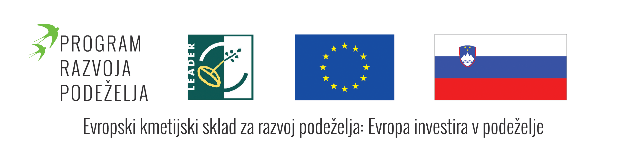 PROGRAM
RAZVOJA
PODEŽELJA
LEADER
Evropski kmetijski sklad za razvoj podeželja: Evropa investira v podeželje